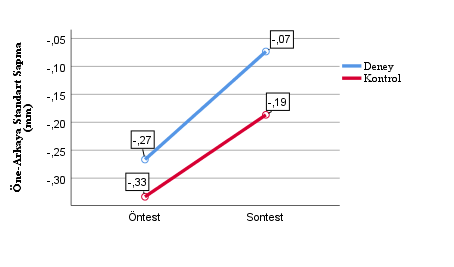 Öne-Arkaya Standart Sapma
(mm)
-,05
-,10
-,15
-,20
-,25
-,30
-,07
-,19
-,27
-,33
Öntest
Sontest
Deney
Kontrol